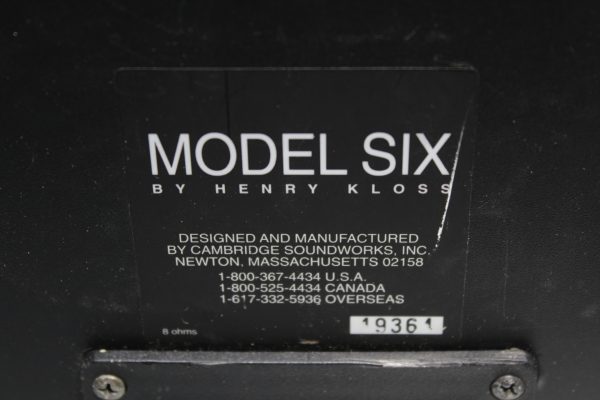 MODEL SIX
BY HENRY KLOSS
DESIGNED AND MANUFACTURED
BY CAMBRIDGE SOUNDWORKS, INC.
NEWTON, MASSACHUSETTS 02158
1-800-367-4434 U.S.A.
1-800-525-4434 CANADA
1-617-332-5936 OVERSEAS
8 ohms 19361